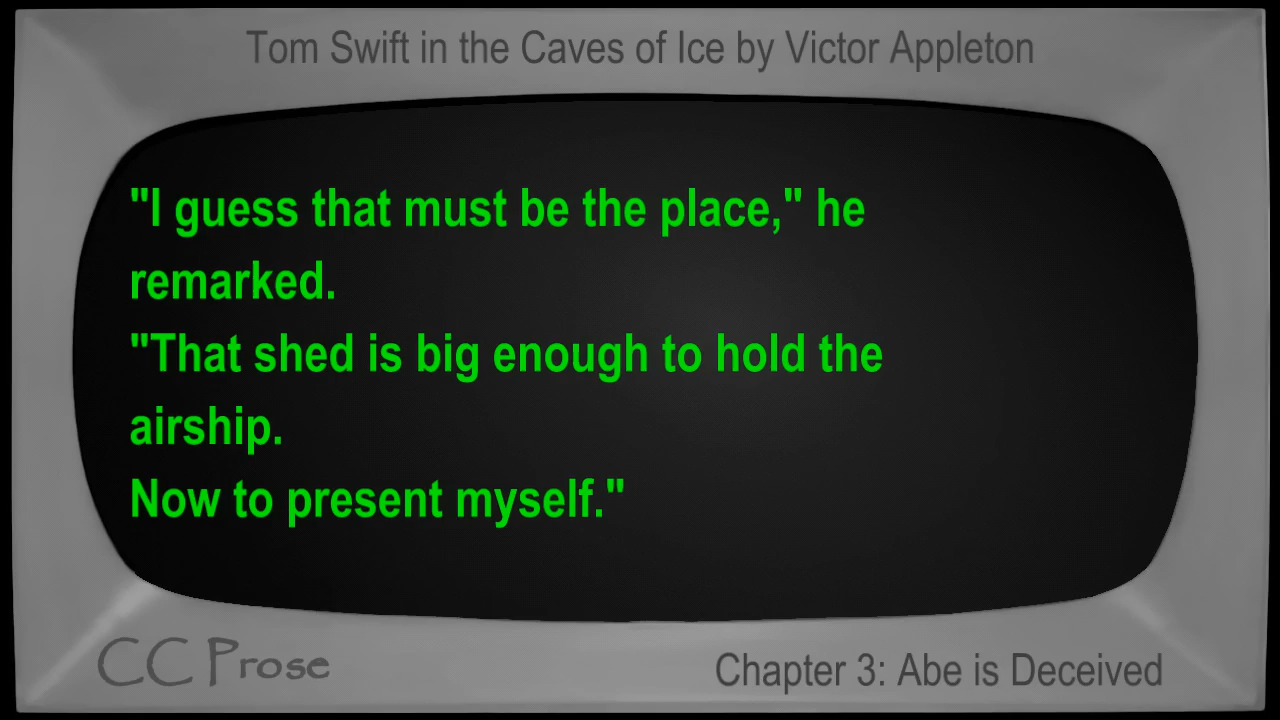 Tom Swift in the Caves of Ice by Victor Appleton
"I guess that must be the place," he
remarked.
"That shed is big enough to hold the
airship.
Now to present myself."
CC Prose
Chapter 3: Abe is Deceived